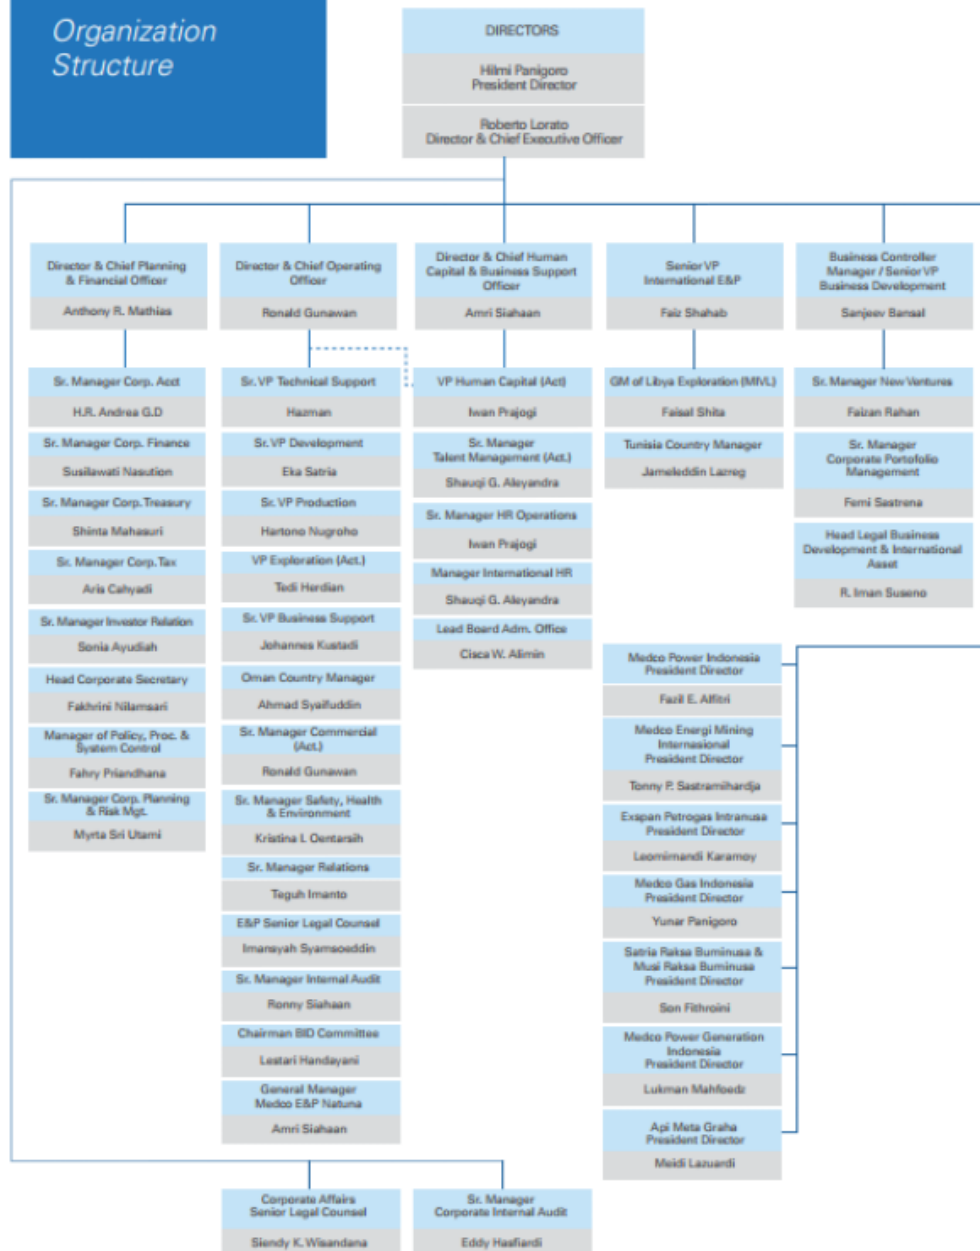 Organization
Structure
DIRECTORS
Hilmi Panigoro
President Director
Roberto Lorato
Director & Chief Executive Officer
Director & Chief Planning
& Financial Officer
Anthony R. Mathias
Director & Chief Operating
Officer
Ronald Gunawan
Director & Chief Human
Capital & Business Support
Officer
Amri Siahaan
Senior VP
International E&P
Faiz Shahab
Business Controller
Manager / Senior VP
Business Development
Sanjeev Bansal
Sr. Manager Corp. Acct
H.R. Andrea G.D
Sr. Manager Corp. Finance
Susilawati Nasution
Sr. Manager Corp. Treasury
Shinta Mahasuri
Sr. Manager Corp. Tax
Aris Cahyadi
Sr. Manager Investor Relation
Sonia Ayudiah
Head Corporate Secretary
Fakhrini Nilamsari
Manager of Policy, Proc. &
System Control
Fahry Priandhana
Sr. Manager Corp. Planning
& Risk Mgt.
Myrta Sri Utami
Sr. VP Technical Support
Hazman
Sr. VP Development
Eka Satria
Sr. VP Production
Hartono Nugroho
VP Exploration (Act.)
Tedi Herdian
Sr. VP Business Support
Johannes Kustadi
Oman Country Manager
Ahmad Syaifuddin
Sr. Manager Commercial
(Act.)
Ronald Gunawan
Sr. Manager Safety, Health
& Environment
Kristina I. Oentarsih
Sr. Manager Relations
Teguh Imanto
E&P Senior Legal Counsel
Imansyah Syamsoeddin
Sr. Manager Internal Audit
Ronny Siahaan
Chairman BID Committee
Lestari Handayani
General Manager
Medco E&P Natuna
Amri Siahaan
VP Human Capital (Act)
Iwan Prajogi
Sr. Manager
Talent Management (Act.)
Shauqi G. Aleyandra
Sr. Manager HR Operations
Iwan Prajogi
Manager International HR
Shauqi G. Aleyandra
Lead Board Adm. Office
Cisca W. Alimin
GM of Libya Exploration (MIVL)
Faisal Shita
Tunisia Country Manager
Jameleddin Lazreg
Sr. Manager New Ventures
Faizan Rahan
Sr. Manager
Corporate Portofolio
Management
Femi Sastrena
Head Legal Business
Development & International
Asset
R. Iman Suseno
Medco Power Indonesia
President Director
Fazil E. Alfitri
Medco Energi Mining
Internasional
President Director
Tonny P. Sastramihardja
Exspan Petrogas Intranusa
President Director
Leomirnandi Karamoy
Medco Gas Indonesia
President Director
Yunar Panigoro
Satria Raksa Buminusa &
Musi Raksa Buminusa
President Director
Son Fithroini
Medco Power Generation
Indonesia
President Director
Lukman Mahfoedz
Api Meta Graha
President Director
Meidi Lazuardi
Corporate Affairs
Senior Legal Counsel
Siendy K. Wisandana
Sr. Manager
Corporate Internal Audit
Eddy Hasfiardi